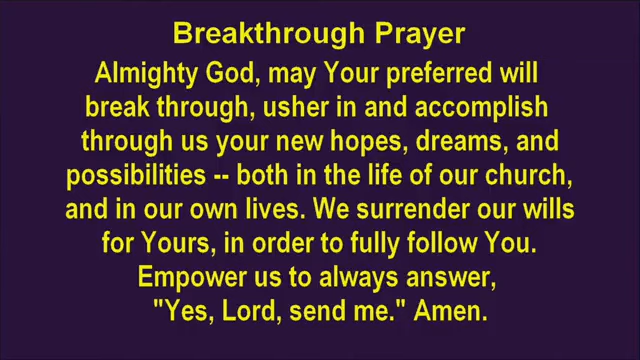 Breakthrough Prayer
Almighty God, may Your preferred will
break through, usher in and accomplish
through us your new hopes, dreams, and
possibilities -- both in the life of our church,
and in our own lives. We surrender our wills
for Yours, in order to fully follow You.
Empower us to always answer,
"Yes, Lord, send me." Amen.